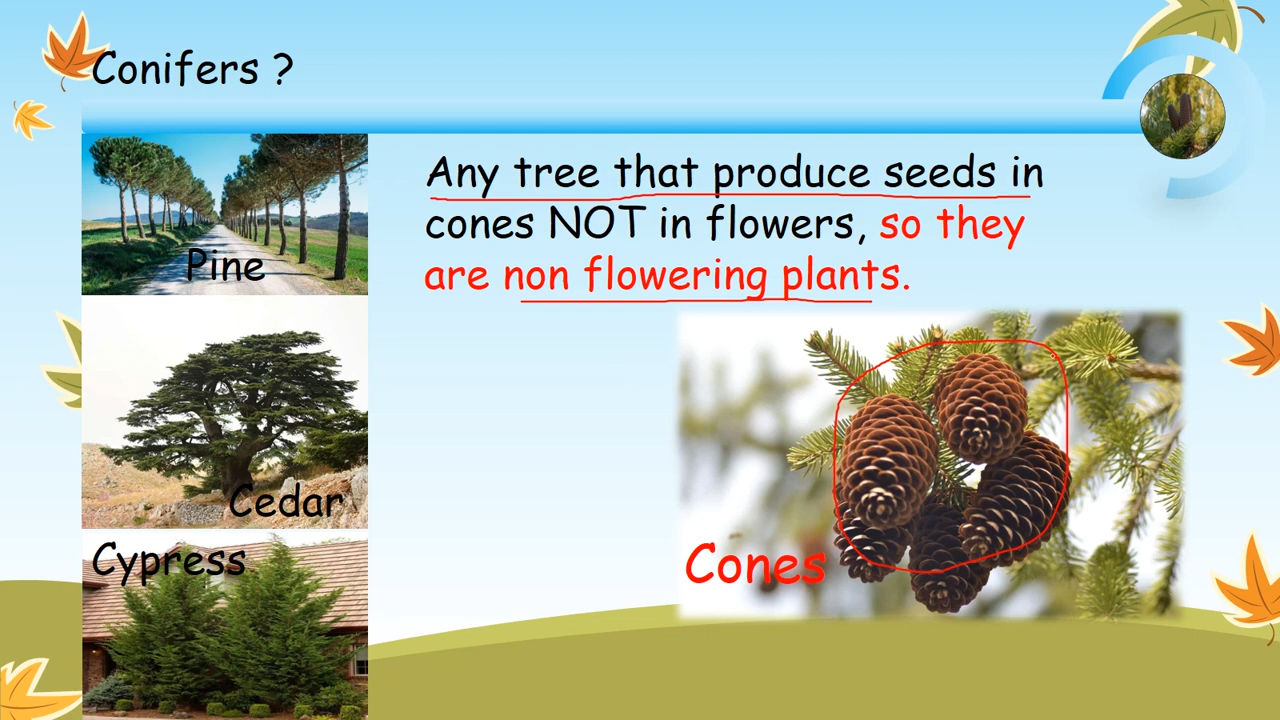 Conifers ?
Any tree that produce seeds in
cones NOT in flowers, so they
are non flowering plants.
Pine
Cedar
Cypress
Cones